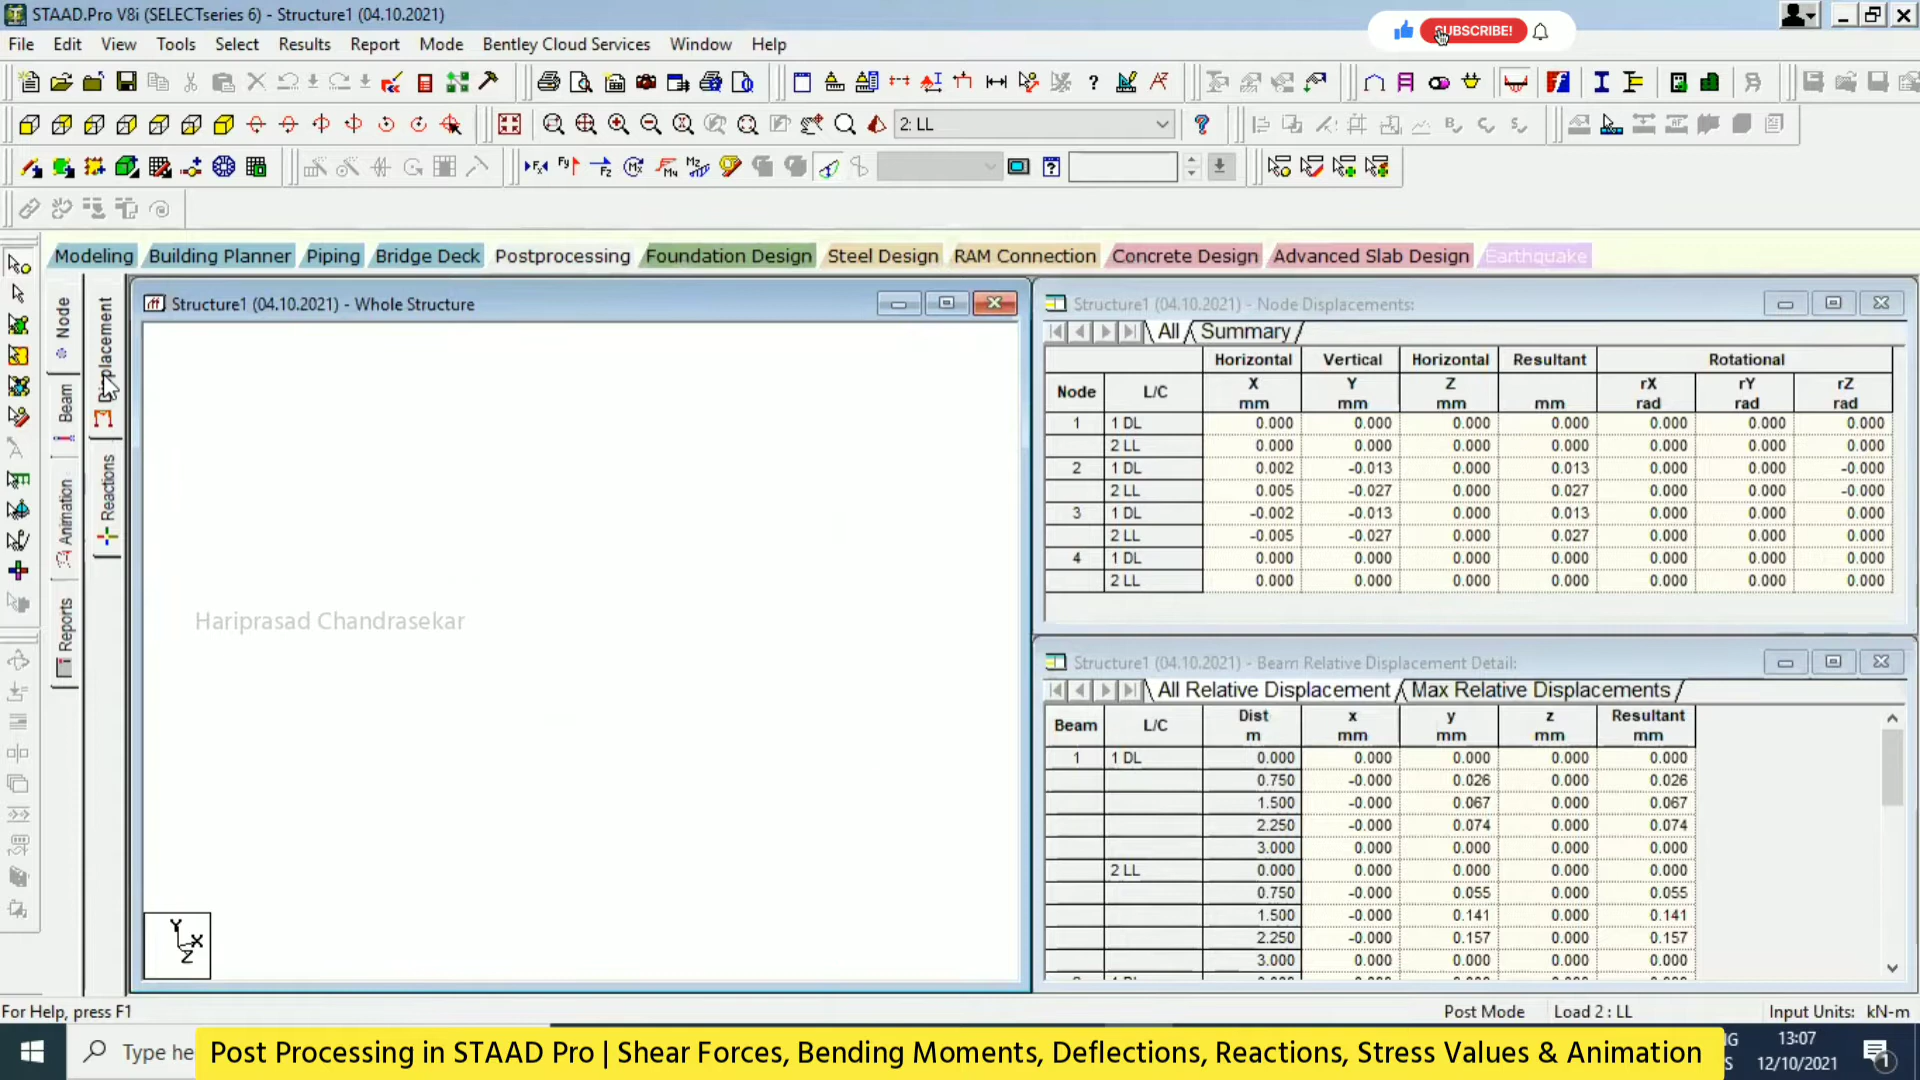 STAAD.Pro V8i (SELECTseries 6) - Structure1 (04.10.2021)
SUBSCRIBE!
File Edit View Tools Select Results Report Mode Bentley Cloud Services Window Help
2: LL
Modeling Building Planner Piping Bridge Deck Postprocessing Foundation Design Steel Design RAM Connection Concrete Design Advanced Slab Design Earthquake
Node
Beam
Animation
Reports
Displacement
Reactions
Structure1 (04.10.2021) - Whole Structure
Hariprasad Chandrasekar
Y
X
Z
Structure1 (04.10.2021) - Node Displacements:
All Summary
Horizontal Vertical Horizontal Resultant Rotational
Node L/C X mm Y mm Z mm mm rX rad rY rad rZ rad
1 1 DL 0.000 0.000 0.000 0.000 0.000 0.000 0.000
2 LL 0.000 0.000 0.000 0.000 0.000 0.000 0.000
2 1 DL 0.002 -0.013 0.000 0.013 0.000 0.000 -0.000
2 LL 0.005 -0.027 0.000 0.027 0.000 0.000 -0.000
3 1 DL -0.002 -0.013 0.000 0.013 0.000 0.000 0.000
2 LL -0.005 -0.027 0.000 0.027 0.000 0.000 0.000
4 1 DL 0.000 0.000 0.000 0.000 0.000 0.000 0.000
2 LL 0.000 0.000 0.000 0.000 0.000 0.000 0.000
Structure1 (04.10.2021) - Beam Relative Displacement Detail:
All Relative Displacement Max Relative Displacements
Beam L/C Dist m x mm y mm z mm Resultant mm
1 1 DL 0.000 0.000 0.000 0.000 0.000
0.750 -0.000 0.026 0.000 0.026
1.500 -0.000 0.067 0.000 0.067
2.250 -0.000 0.074 0.000 0.074
3.000 0.000 0.000 0.000 0.000
2 LL 0.000 0.000 0.000 0.000 0.000
0.750 -0.000 0.055 0.000 0.055
1.500 -0.000 0.141 0.000 0.141
2.250 -0.000 0.157 0.000 0.157
3.000 0.000 0.000 0.000 0.000
For Help, press F1
Post Mode Load 2 : LL Input Units: kN-m
Type he
Post Processing in STAAD Pro | Shear Forces, Bending Moments, Deflections, Reactions, Stress Values & Animation
13:07
12/10/2021
1